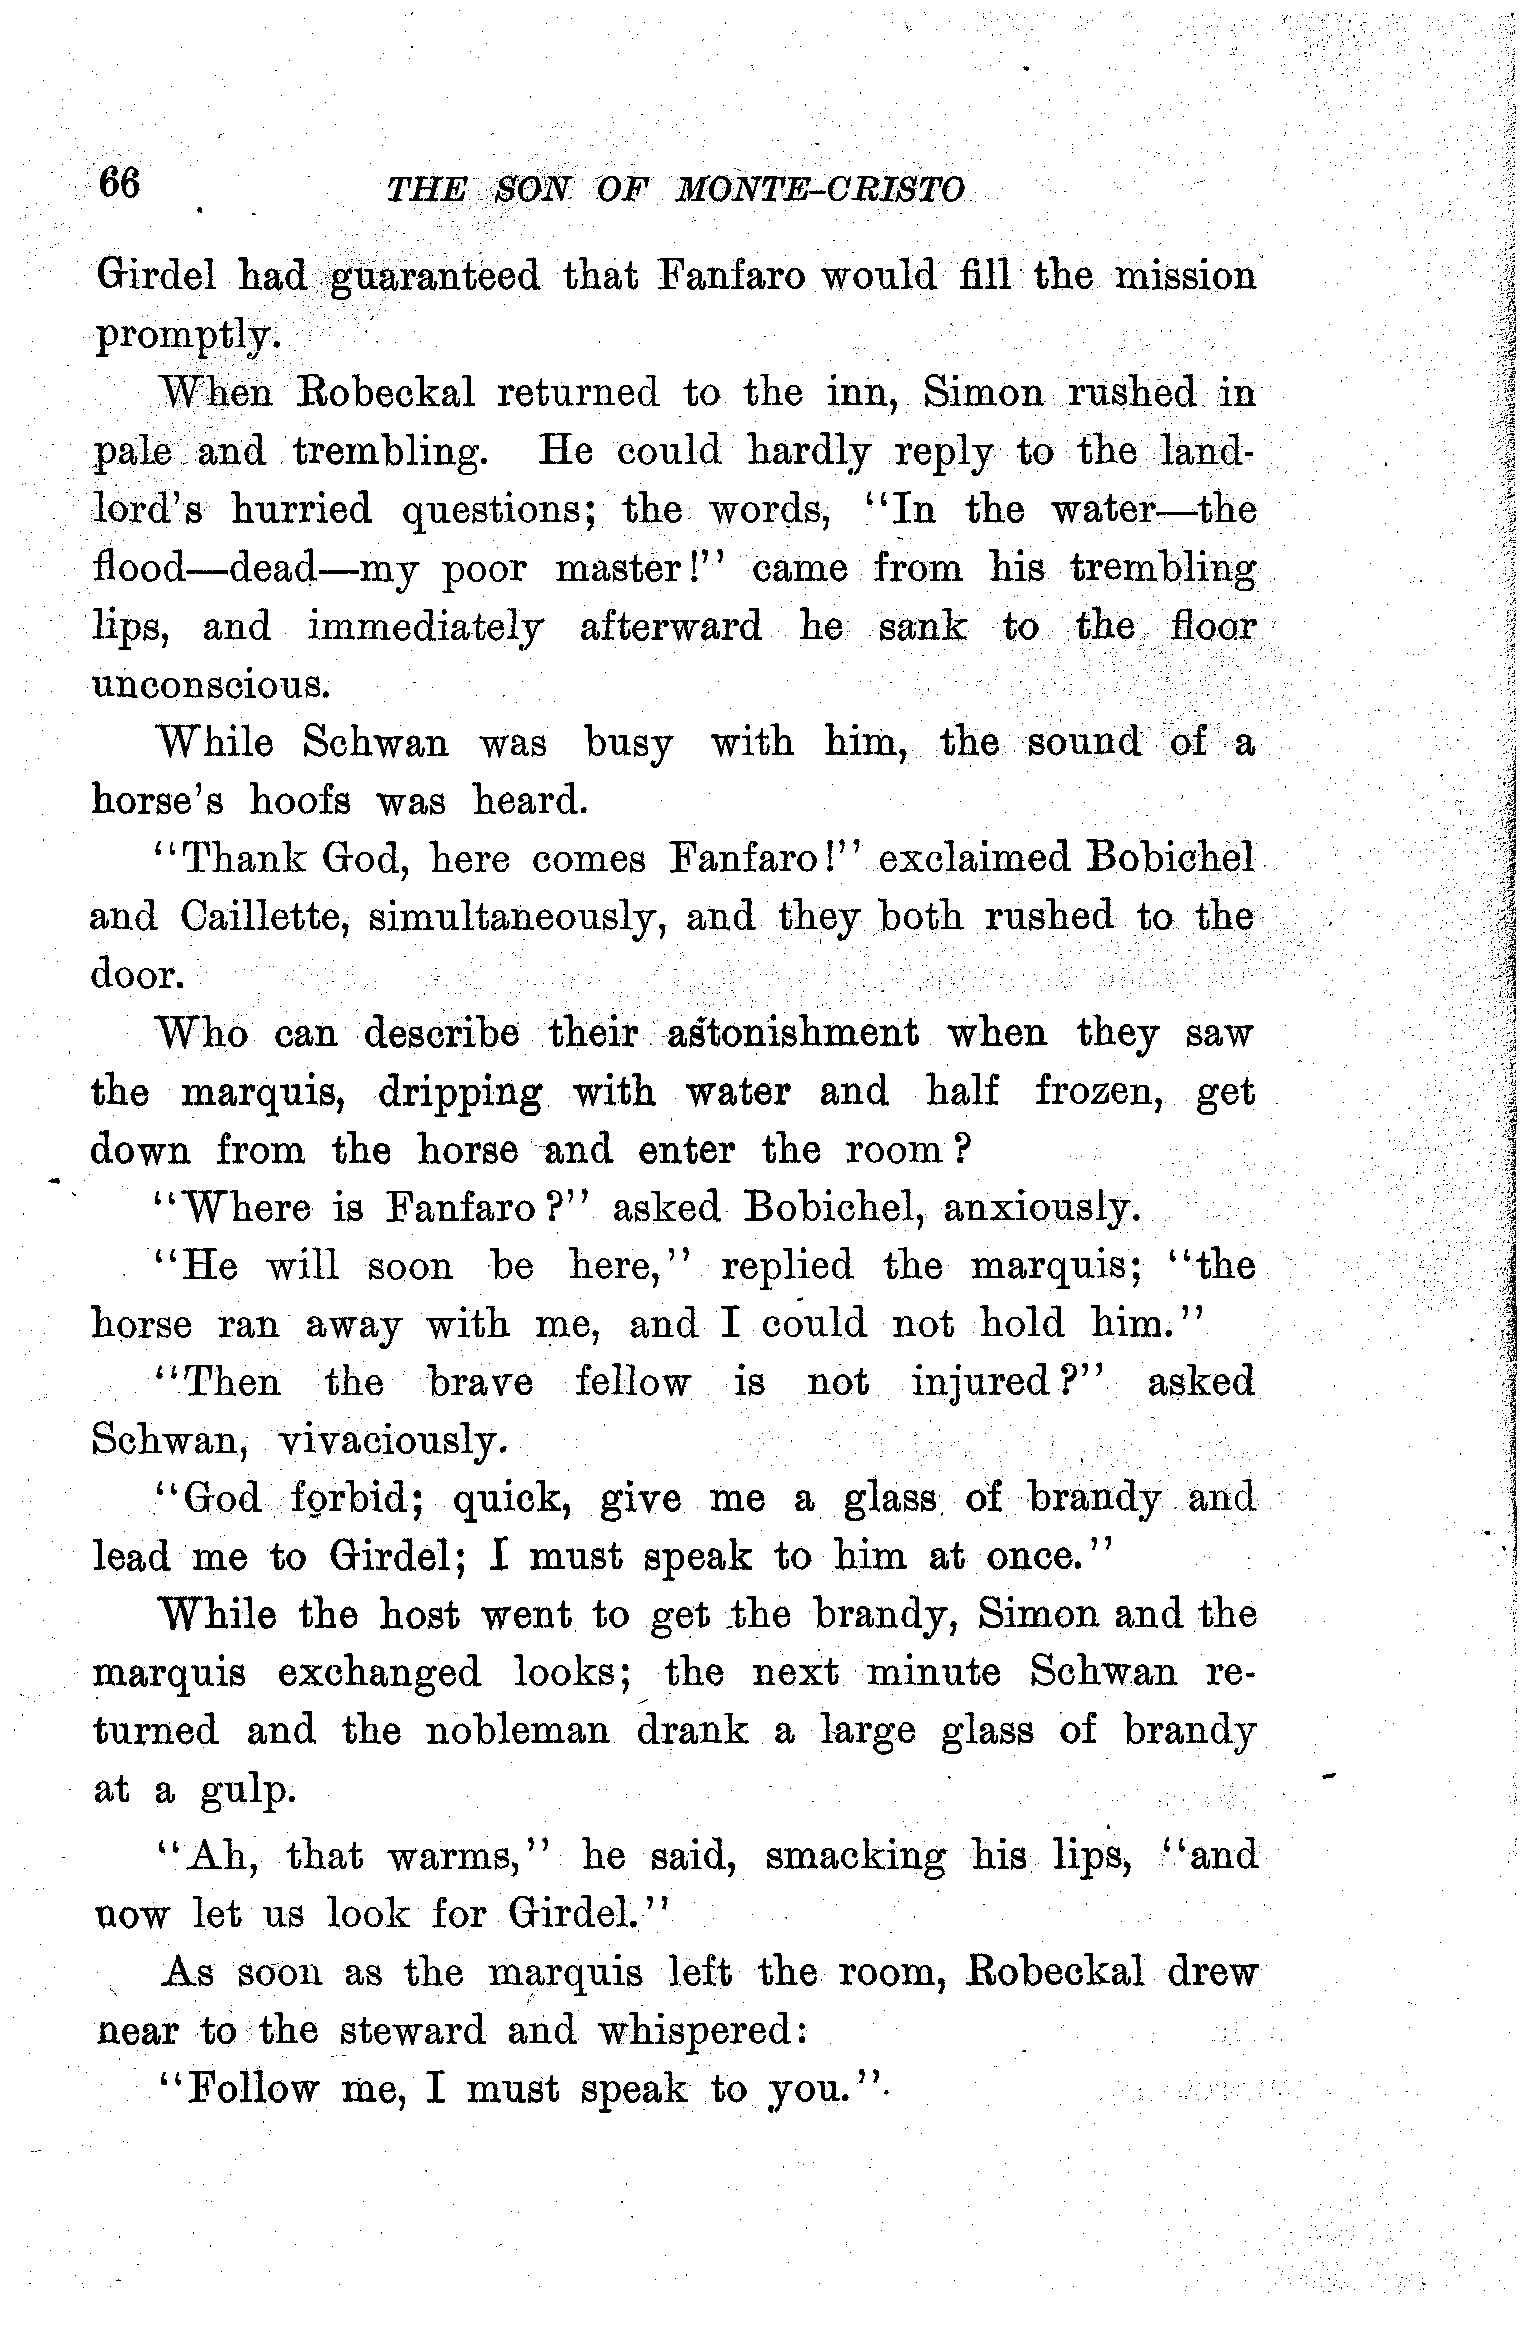 66 THE SON OF MONTE-CRISTO
Girdel had guaranteed that Fanfaro would fill the mission
promptly.
When Robeckal returned to the inn, Simon rushed in
pale and trembling. He could hardly reply to the land-
lord's hurried questions; the words, "In the water—the
flood—dead—my poor master!" came from his trembling
lips, and immediately afterward he sank to the floor
unconscious.
While Schwan was busy with him, the sound of a
horse's hoofs was heard.
"Thank God, here comes Fanfaro!" exclaimed Bobichel
and Caillette, simultaneously, and they both rushed to the
door.
Who can describe their astonishment when they saw
the marquis, dripping with water and half frozen, get
down from the horse and enter the room?
"Where is Fanfaro?" asked Bobichel, anxiously.
"He will soon be here," replied the marquis; "the
horse ran away with me, and I could not hold him."
"Then the brave fellow is not injured?" asked
Schwan, vivaciously.
"God forbid; quick, give me a glass of brandy and
lead me to Girdel; I must speak to him at once."
While the host went to get the brandy, Simon and the
marquis exchanged looks; the next minute Schwan re-
turned and the nobleman drank a large glass of brandy
at a gulp.
"Ah, that warms," he said, smacking his lips, "and
now let us look for Girdel."
As soon as the marquis left the room, Robeckal drew
near to the steward and whispered:
"Follow me, I must speak to you."